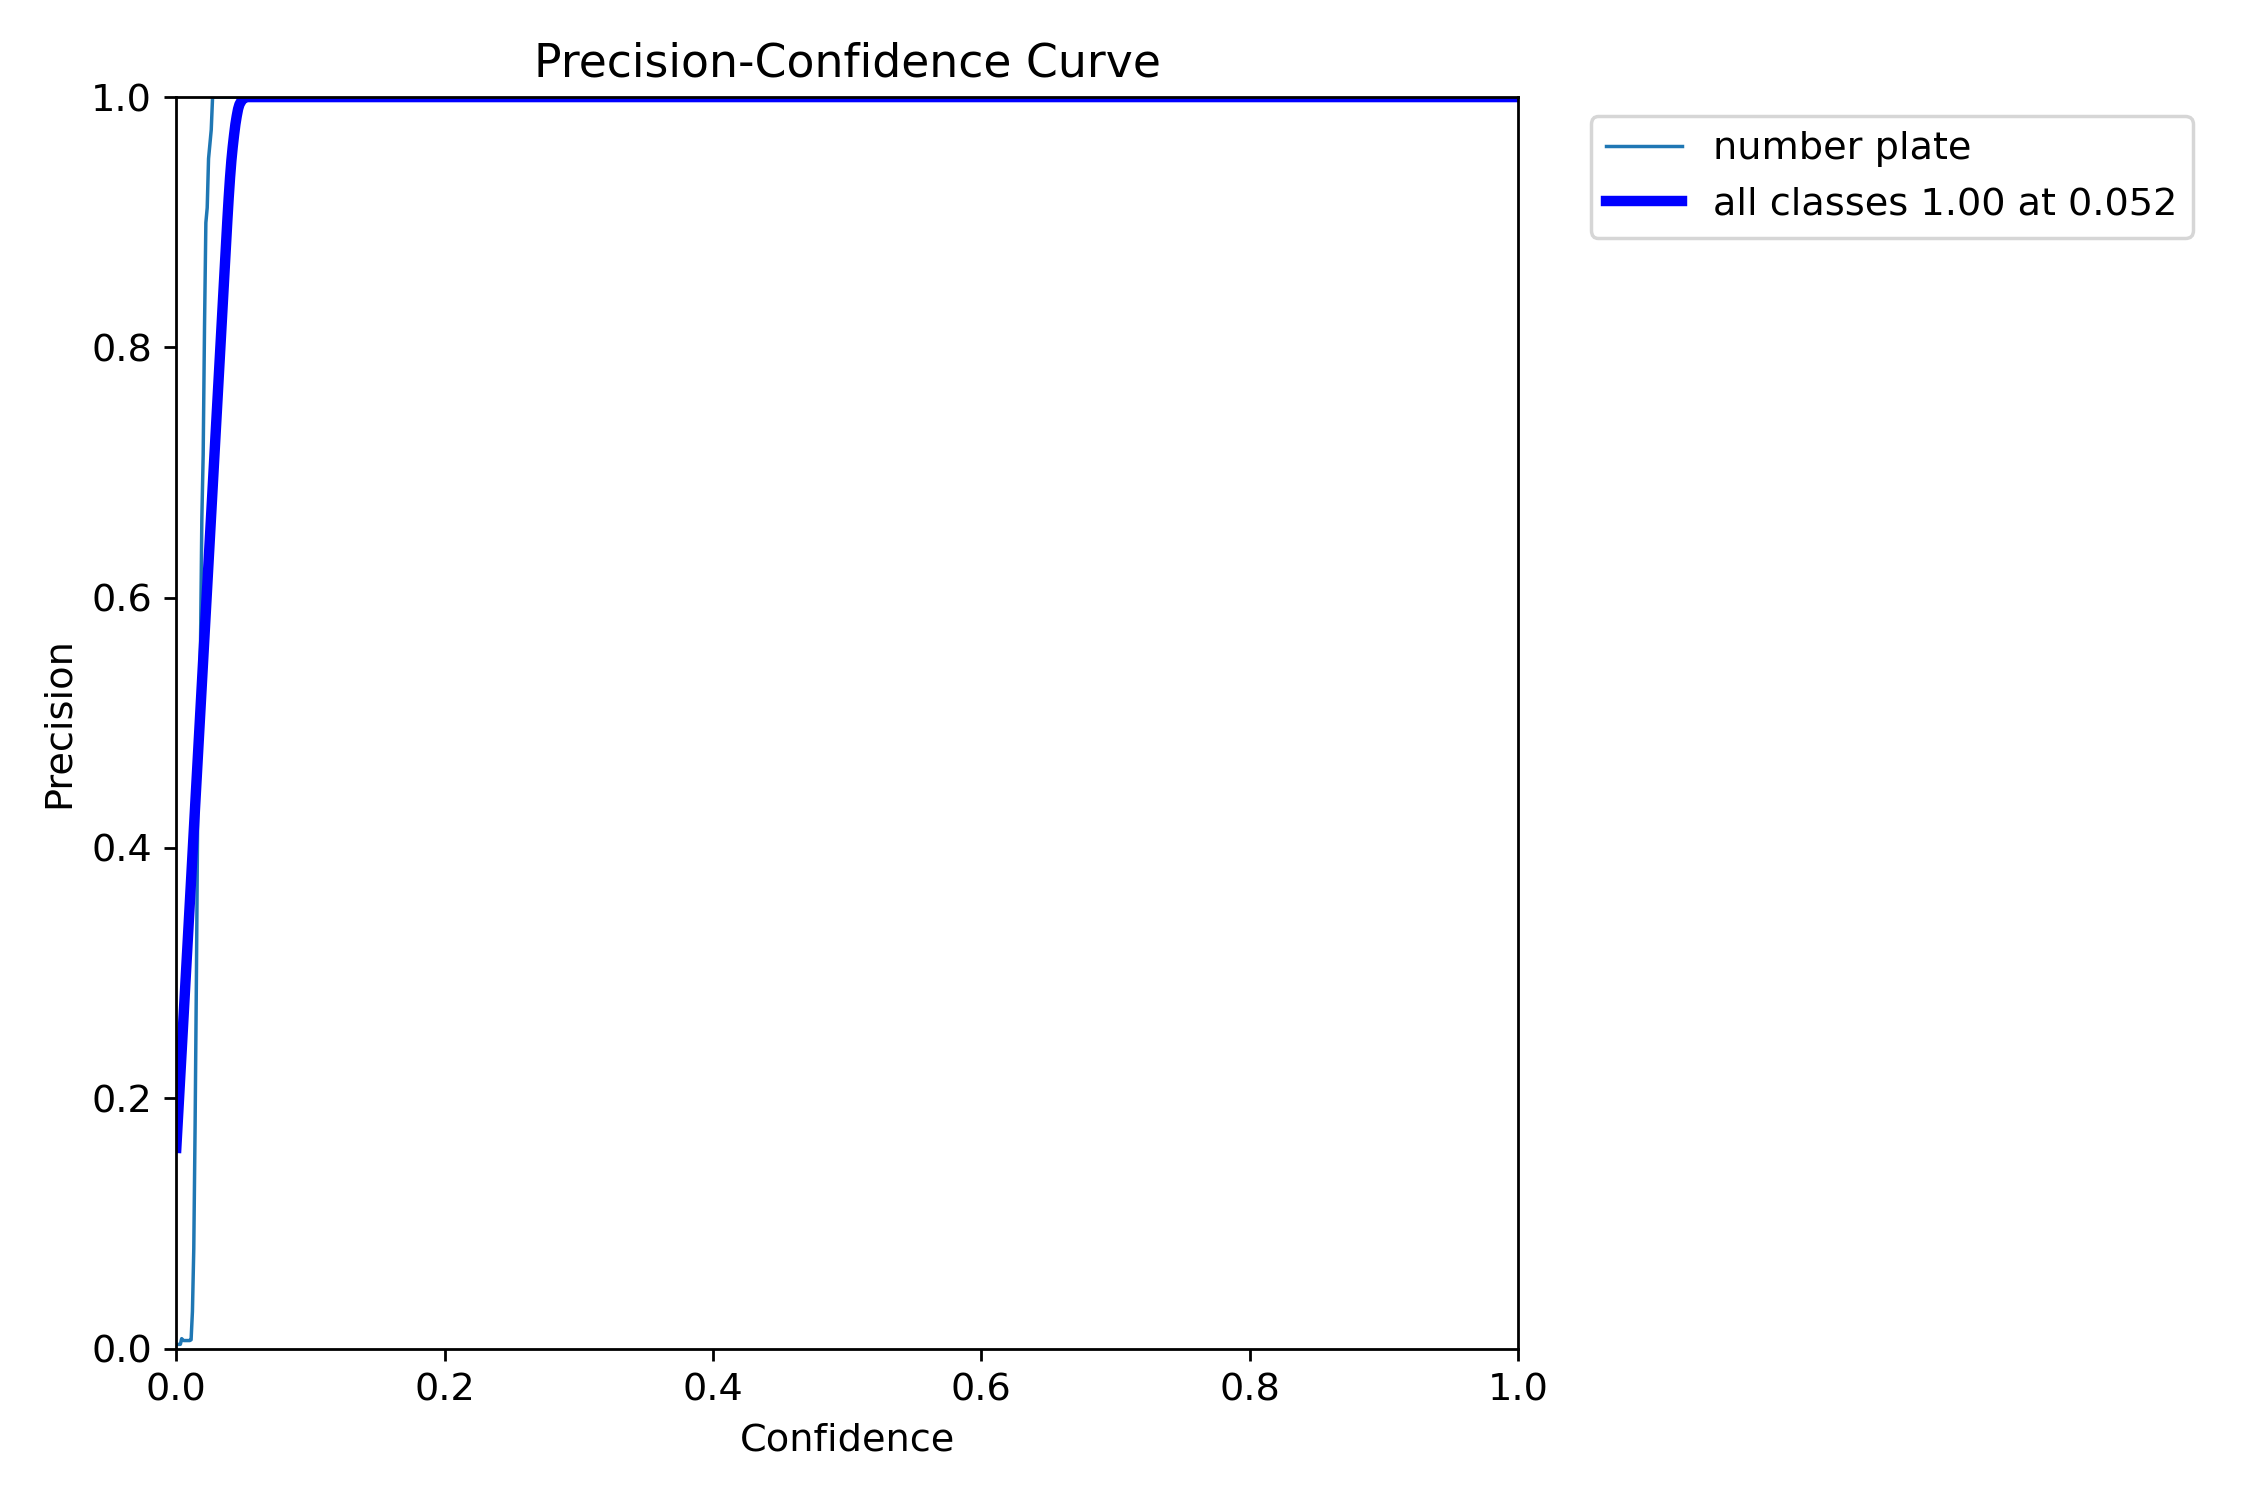 Precision-Confidence Curve
1.0
0.8
0.6
0.4
0.2
0.0
Precision
0.0 0.2 0.4 0.6 0.8 1.0
Confidence
number plate
all classes 1.00 at 0.052